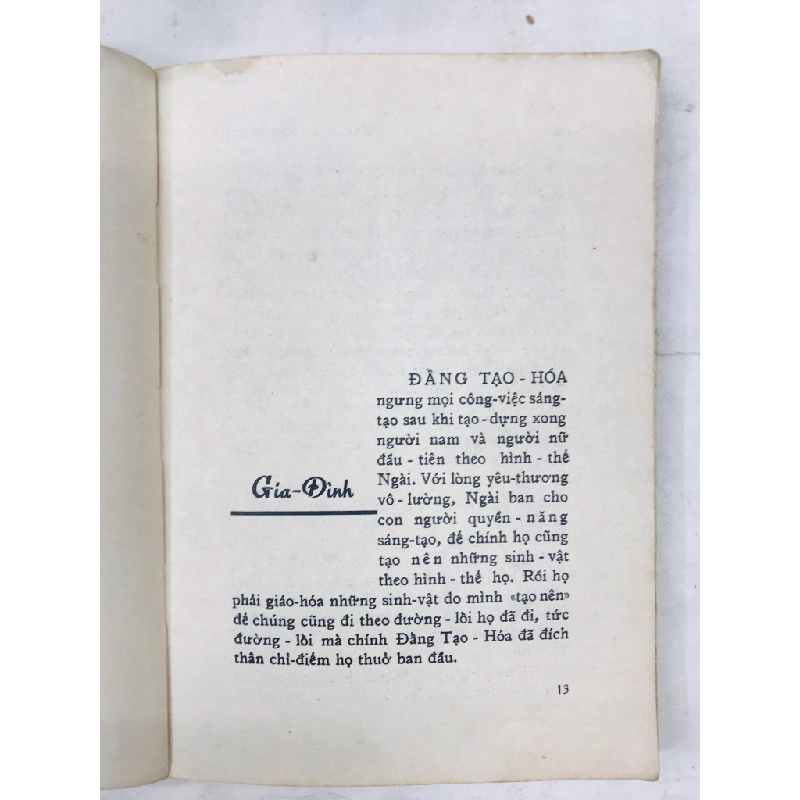 Gia-Đình
ĐẤNG TẠO - HÓA
ngưng mọi công-việc sáng-
tạo sau khi tạo-dựng xong
người nam và người nữ
đầu - tiên theo hình - thể
Ngài. Với lòng yêu-thương
vô - lường, Ngài ban cho
con người quyền - năng
sáng-tạo, để chính họ cũng
tạo nên những sinh - vật
theo hình - thể họ. Rồi họ
phải giáo-hóa những sinh-vật do mình «tạo nên»
để chúng cũng đi theo đường - lối họ đã đi, tức
đường - lối mà chính Đấng Tạo - Hóa đã đích
thân chỉ-điểm họ thuở ban đầu.
13